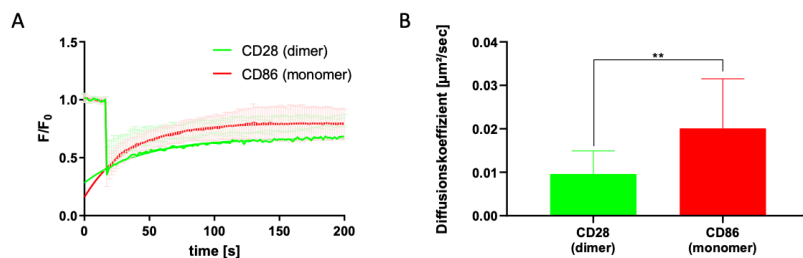 A
F/F₀
1.5
1.0
0.5
0.0
CD28 (dimer)
CD86 (monomer)
0
50
100
150
200
time [s]
B
Diffusionskoeffizient [µm²/sec]
0.04
0.03
0.02
0.01
0.00
**
CD28
(dimer)
CD86
(monomer)